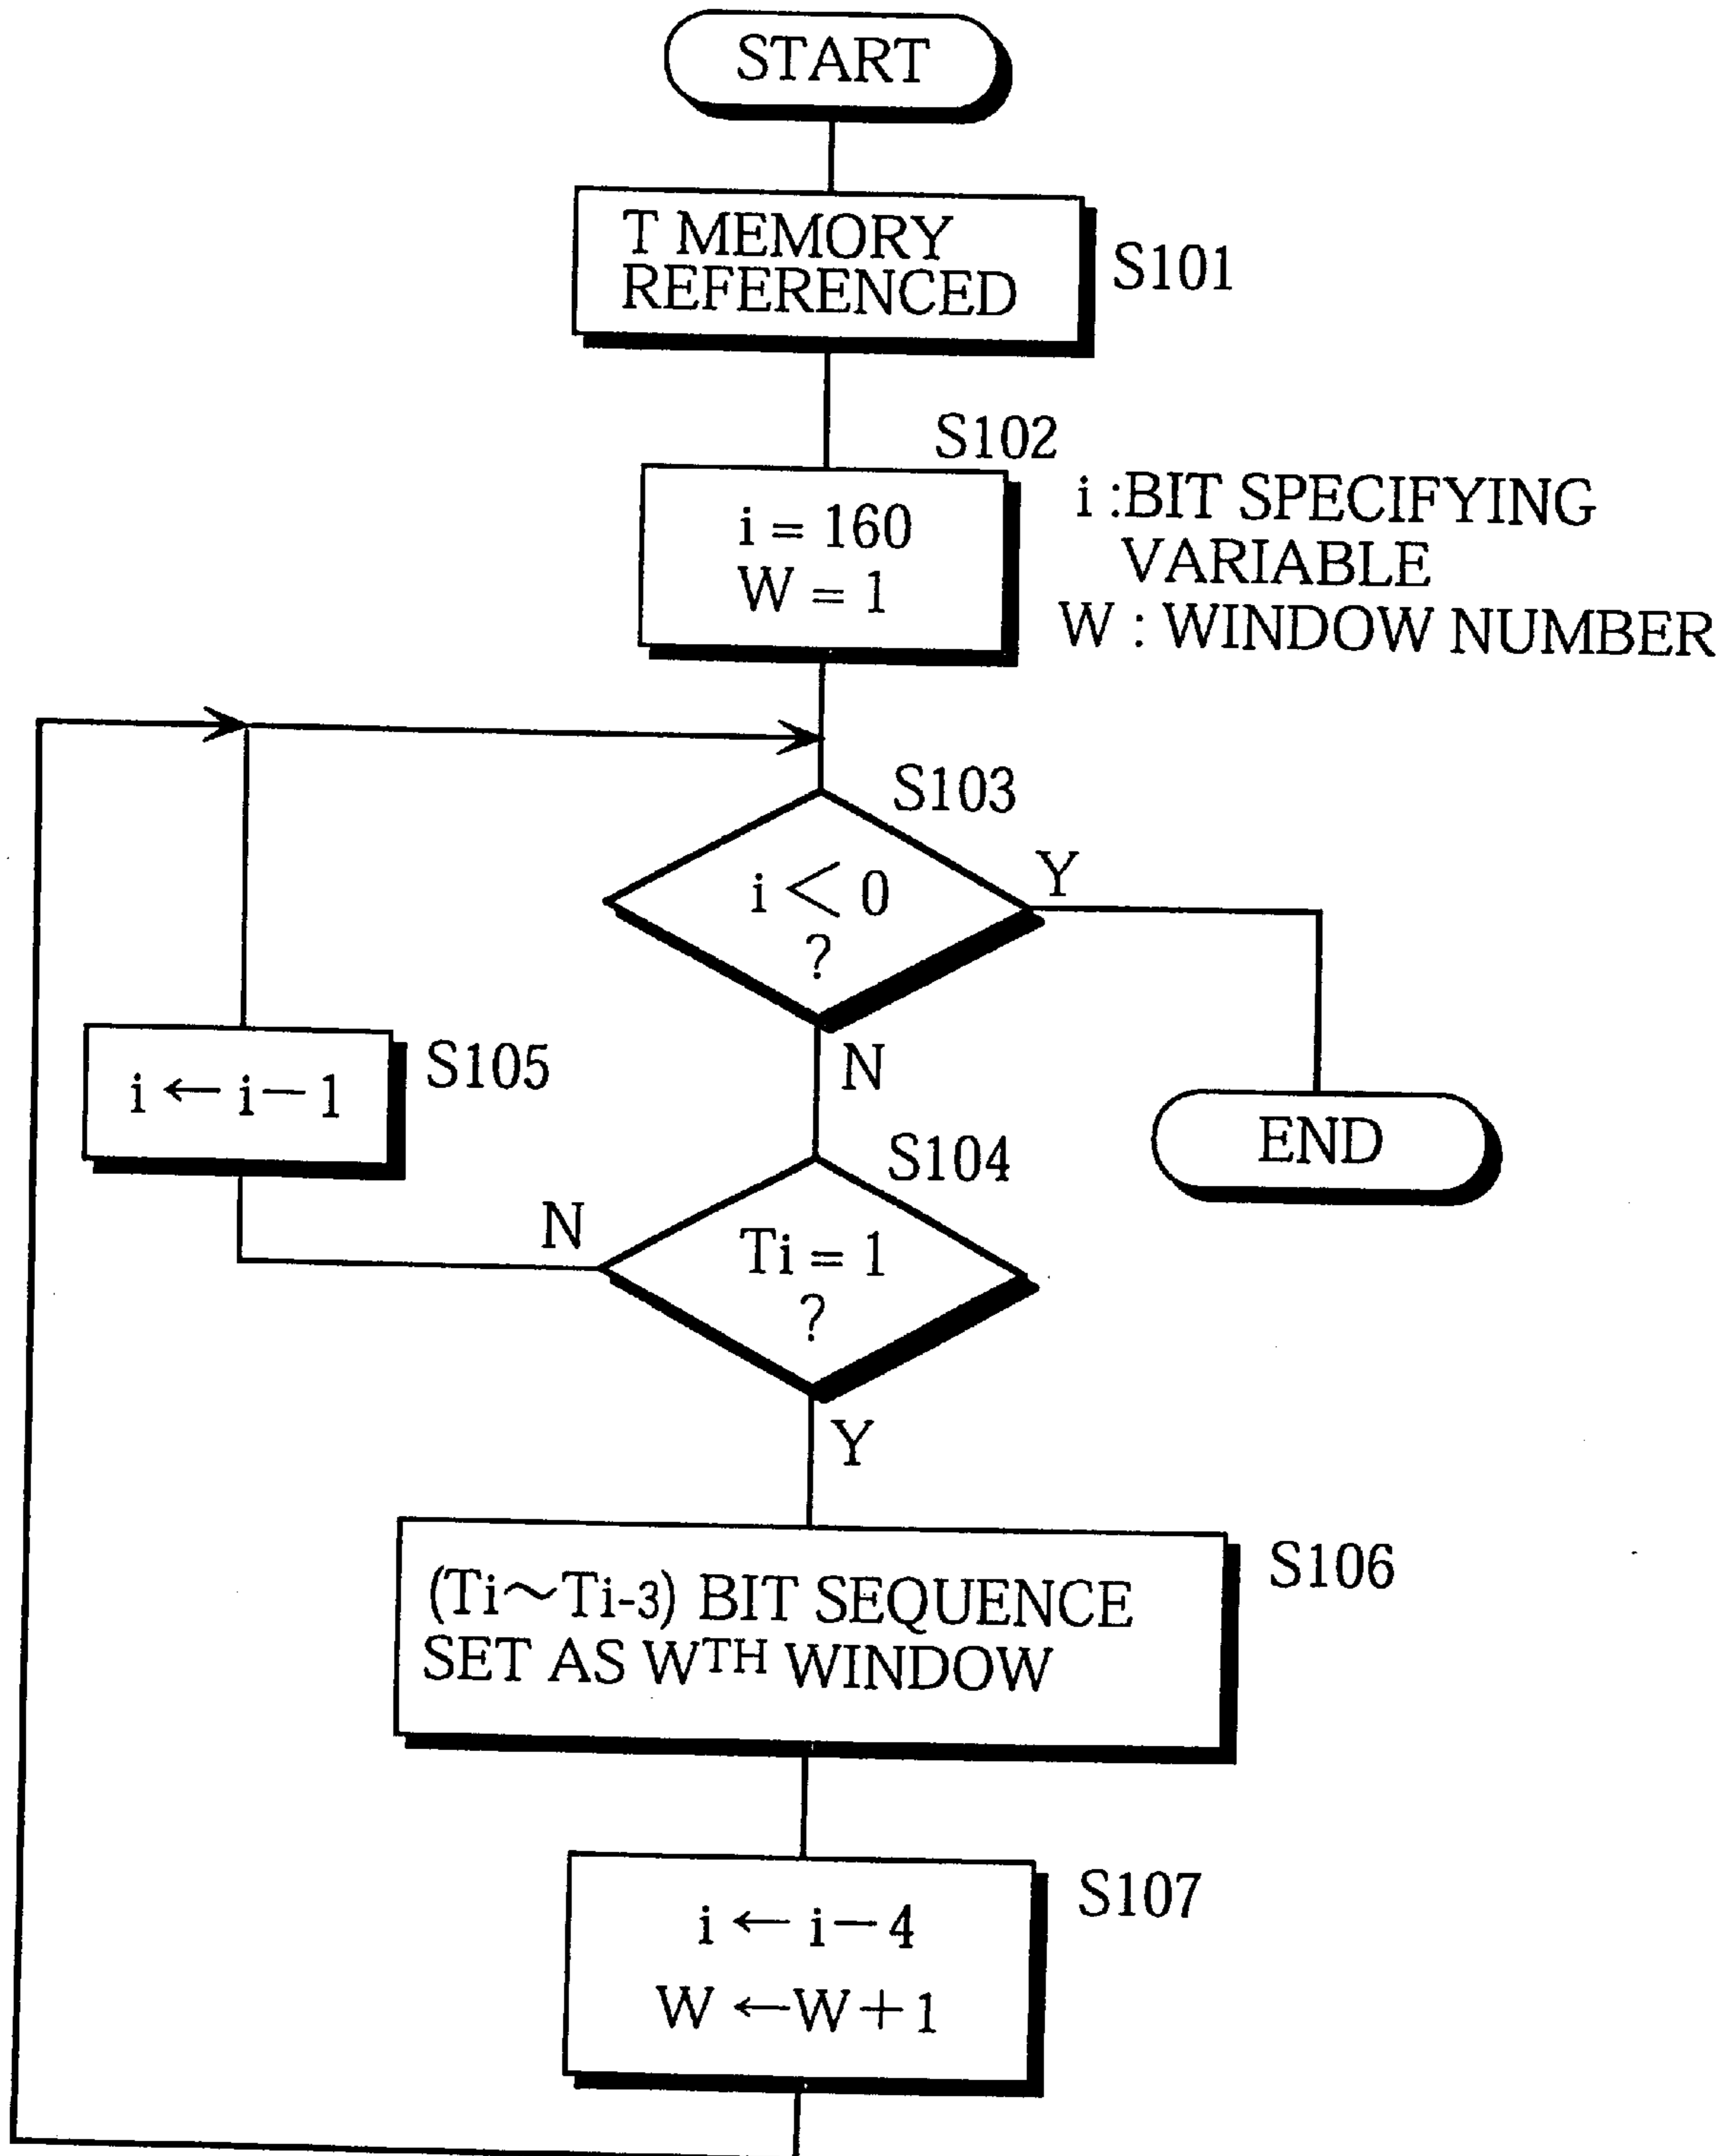 START
T MEMORY
REFERENCED
S101
S102
i = 160
W = 1
i :BIT SPECIFYING
VARIABLE
W : WINDOW NUMBER
S103
i < 0
?
Y
N
S105
i ← i − 1
END
S104
N
Ti = 1
?
Y
S106
(Ti~Ti-3) BIT SEQUENCE
SET AS WTH WINDOW
S107
i ← i − 4
W ← W + 1